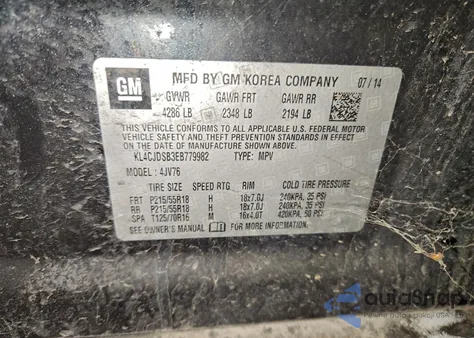 GM
MFD BY GM KOREA COMPANY 07/14
GVWR GAWR FRT GAWR RR
4286 LB 2348 LB 2194 LB
THIS VEHICLE CONFORMS TO ALL APPLICABLE U.S. FEDERAL MOTOR
VEHICLE SAFETY AND THEFT PREVENTION STANDARDS IN EFFECT
ON THE DATE OF MANUFACTURE SHOWN ABOVE.
KL4CJDSB3EB779982 TYPE: MPV
MODEL: 4JV76
TIRE SIZE SPEED RTG RIM COLD TIRE PRESSURE
FRT P215/55R18 H 18x7.0J 240KPA, 35 PSI
RR P215/55R18 H 18x7.0J 240KPA, 35 PSI
SPA T125/70R16 M 16x4.0T 420KPA, 60 PSI
SEE OWNER'S MANUAL
autoSnap
Pewne auta z USA